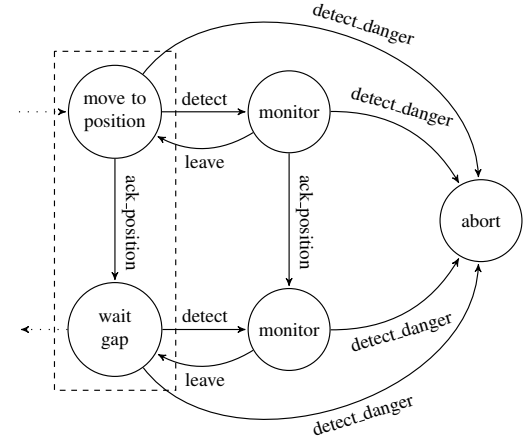 detect_danger
move to
position
detect
monitor
detect_danger
leave
ack_position
ack_position
abort
wait
gap
detect
monitor
leave
detect_danger
detect_danger